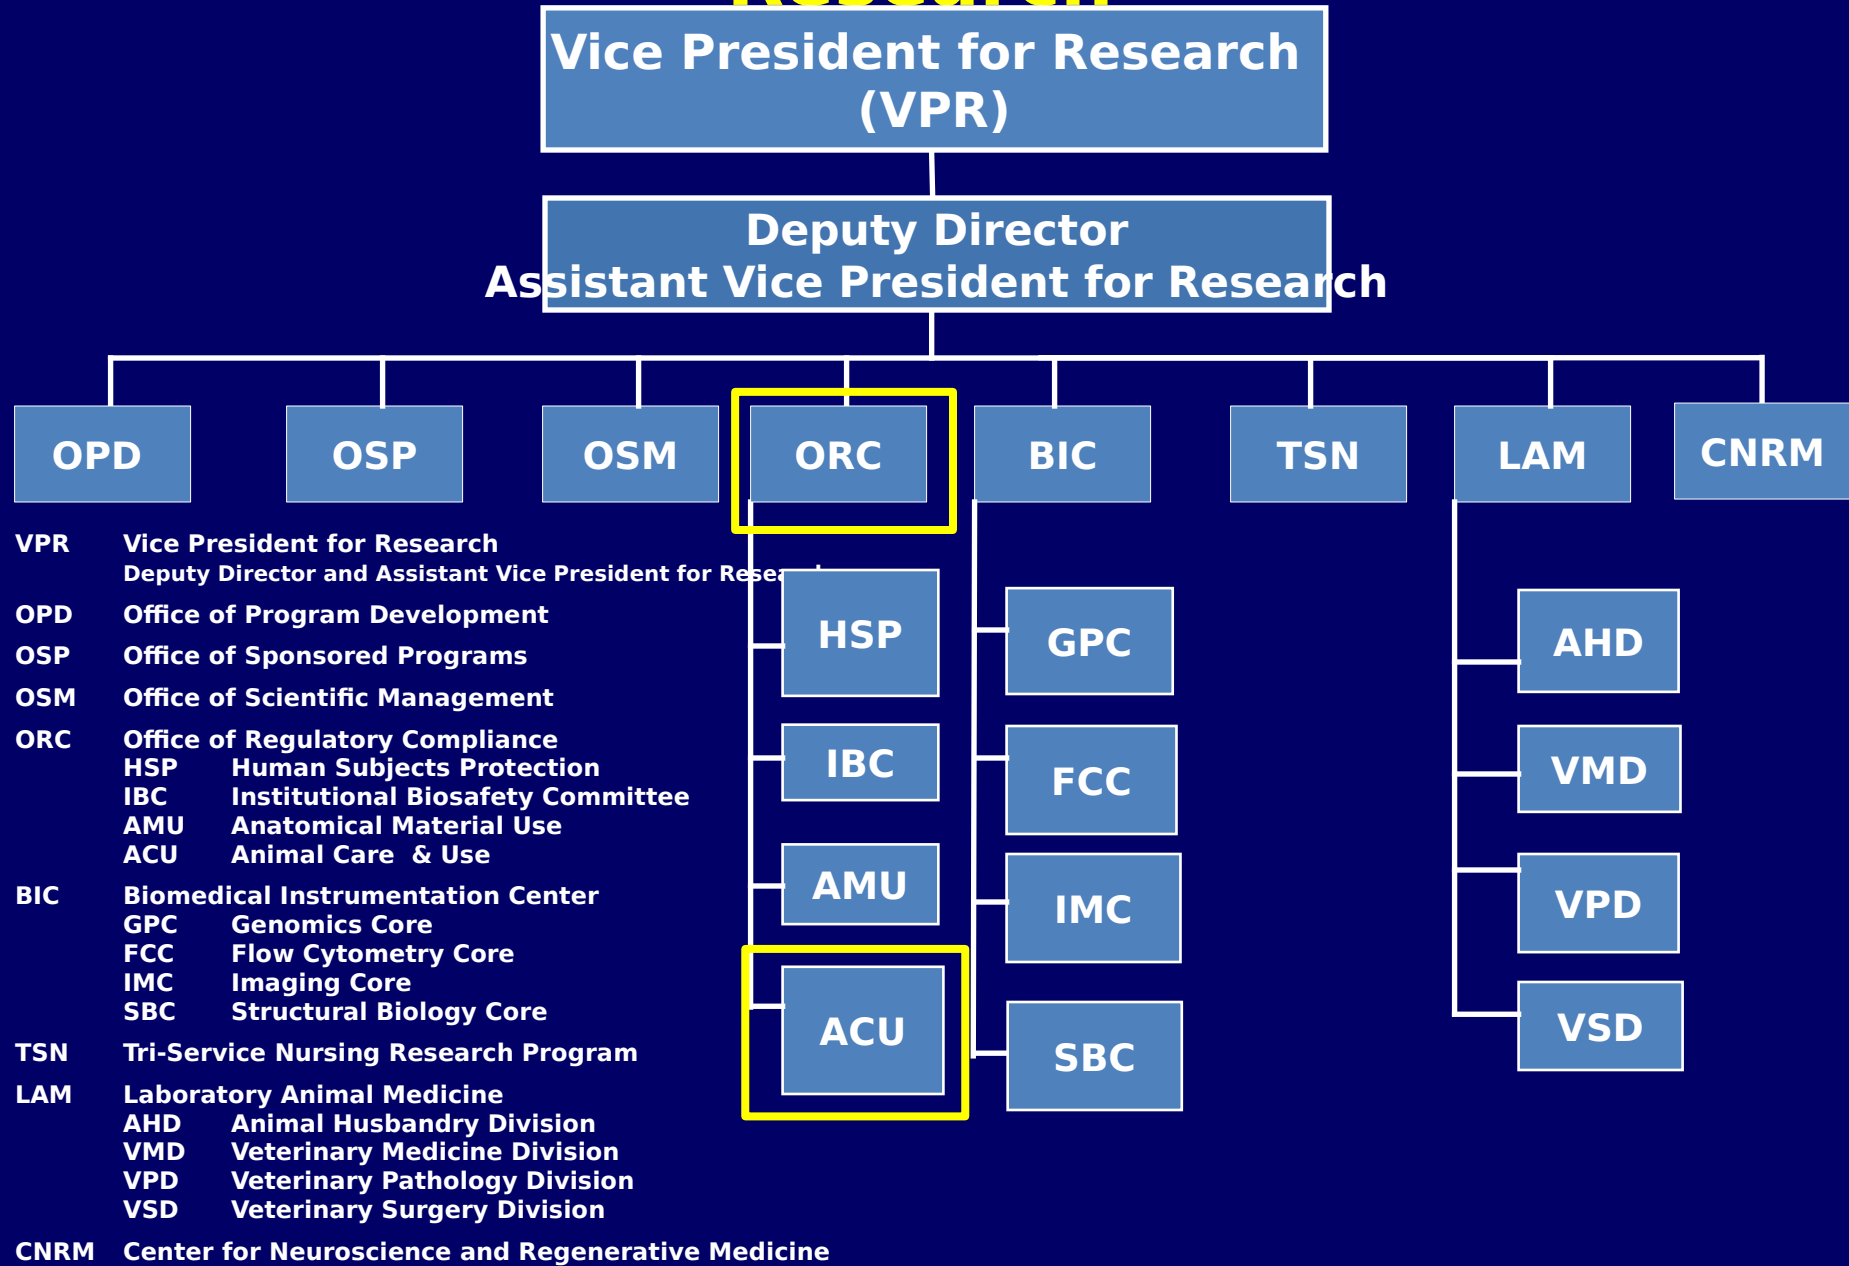 Research
Vice President for Research
(VPR)
Deputy Director
Assistant Vice President for Research
OPD
OSP
OSM
ORC
BIC
TSN
LAM
CNRM
HSP
IBC
AMU
ACU
GPC
FCC
IMC
SBC
AHD
VMD
VPD
VSD
VPR Vice President for Research
Deputy Director and Assistant Vice President for Research
OPD Office of Program Development
OSP Office of Sponsored Programs
OSM Office of Scientific Management
ORC Office of Regulatory Compliance
HSP Human Subjects Protection
IBC Institutional Biosafety Committee
AMU Anatomical Material Use
ACU Animal Care & Use
BIC Biomedical Instrumentation Center
GPC Genomics Core
FCC Flow Cytometry Core
IMC Imaging Core
SBC Structural Biology Core
TSN Tri-Service Nursing Research Program
LAM Laboratory Animal Medicine
AHD Animal Husbandry Division
VMD Veterinary Medicine Division
VPD Veterinary Pathology Division
VSD Veterinary Surgery Division
CNRM Center for Neuroscience and Regenerative Medicine